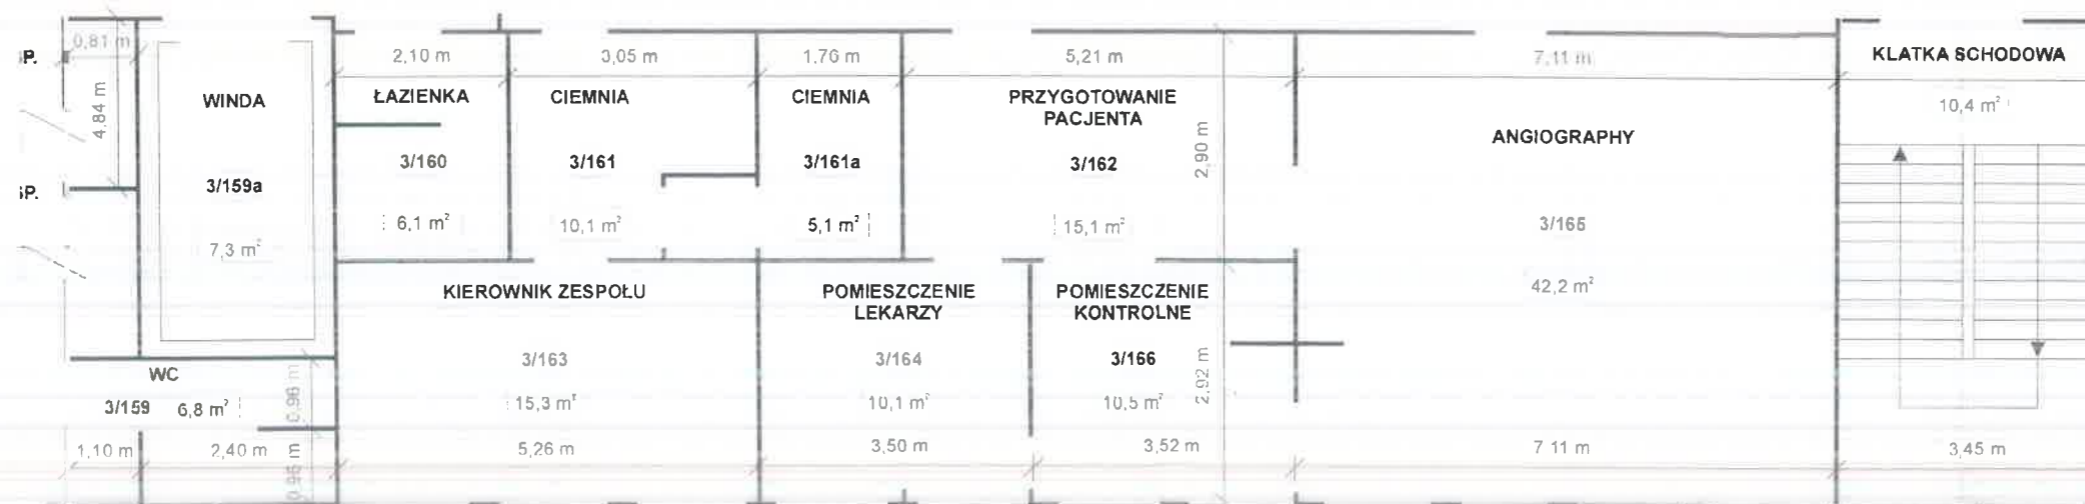 0,81 m
2,10 m
3,05 m
1,76 m
5,21 m
7,11 m
KLATKA SCHODOWA
10,4 m²
4,84 m
WINDA
3/159a
7,3 m²
ŁAZIENKA
3/160
6,1 m²
CIEMNIA
3/161
10,1 m²
CIEMNIA
3/161a
5,1 m²
PRZYGOTOWANIE
PACJENTA
3/162
15,1 m²
2,90 m
ANGIOGRAPHY
3/165
42,2 m²
KIEROWNIK ZESPOŁU
3/163
15,3 m²
5,26 m
POMIESZCZENIE
LEKARZY
3/164
10,1 m²
3,50 m
POMIESZCZENIE
KONTROLNE
3/166
10,5 m²
3,52 m
2,92 m
WC
3/159 6,8 m²
0,96 m
1,10 m
2,40 m
0,96 m
7 11 m
3,45 m